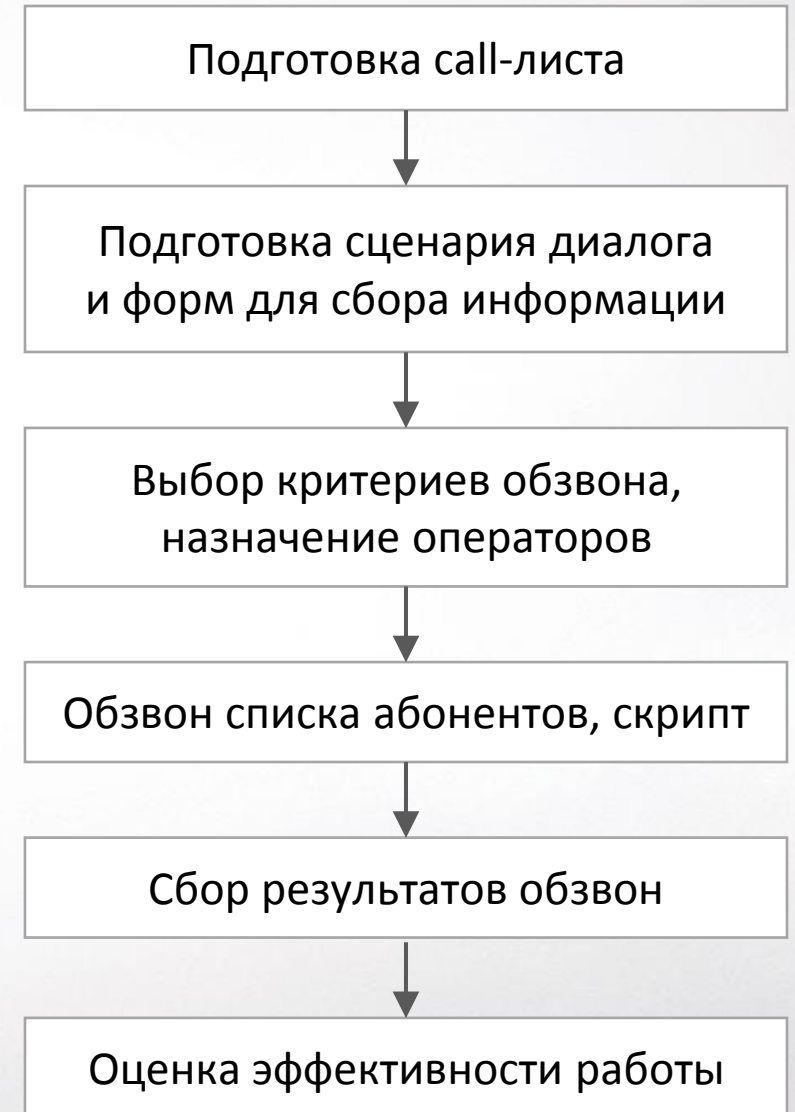 Подготовка call-листа
Подготовка сценария диалога
и форм для сбора информации
Выбор критериев обзвона,
назначение операторов
Обзвон списка абонентов, скрипт
Сбор результатов обзвон
Оценка эффективности работы